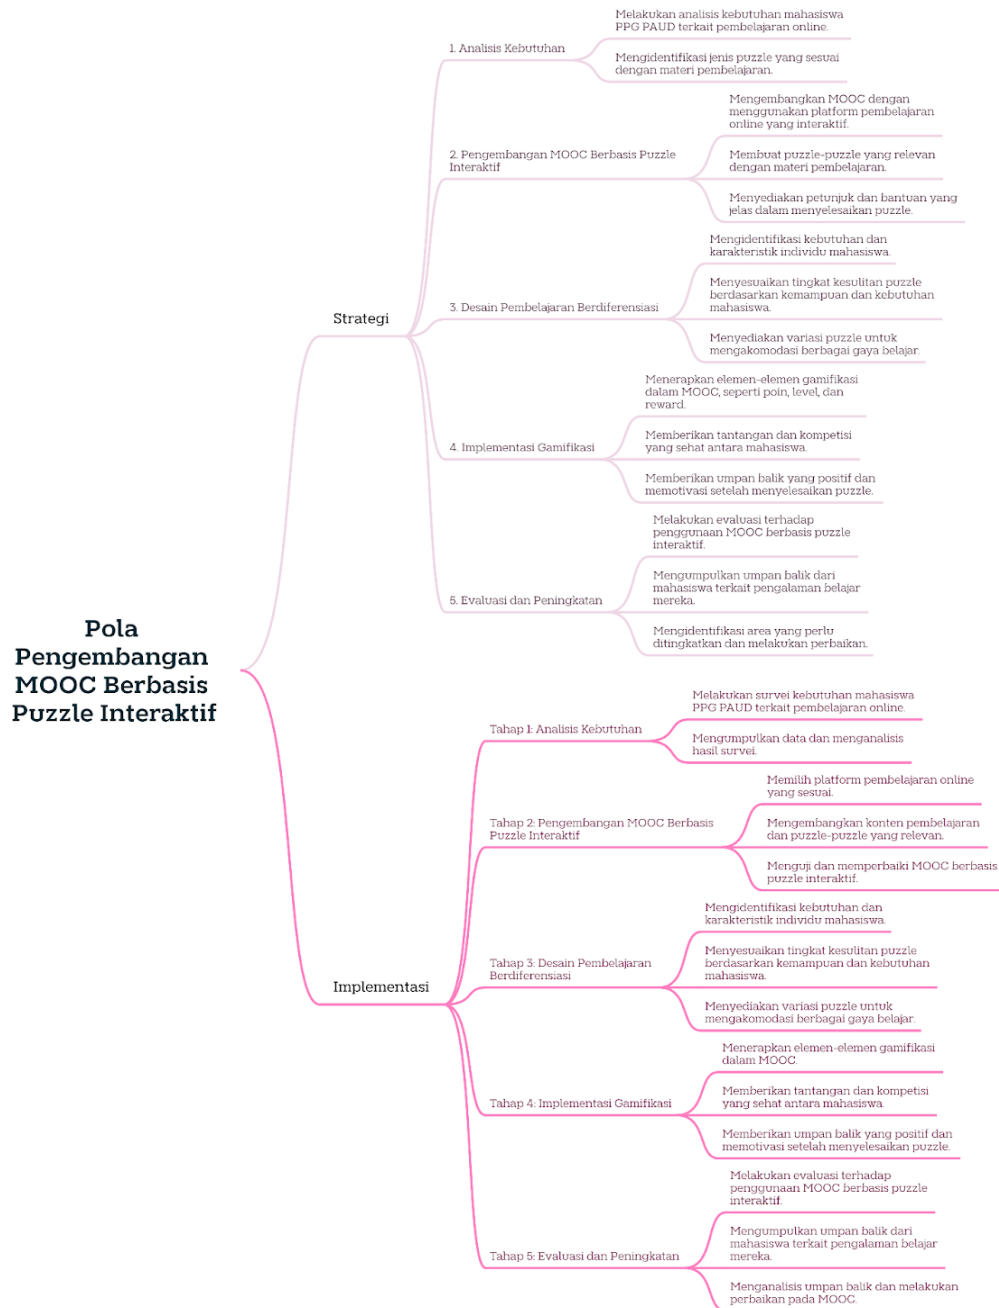 Pola
Pengembangan
MOOC Berbasis
Puzzle Interaktif
Strategi
1. Analisis Kebutuhan
Melakukan analisis kebutuhan mahasiswa
PPG PAUD terkait pembelajaran online.
Mengidentifikasi jenis puzzle yang sesuai
dengan materi pembelajaran.
2. Pengembangan MOOC Berbasis Puzzle
Interaktif
Mengembangkan MOOC dengan
menggunakan platform pembelajaran
online yang interaktif.
Membuat puzzle-puzzle yang relevan
dengan materi pembelajaran.
Menyediakan petunjuk dan bantuan yang
jelas dalam menyelesaikan puzzle.
3. Desain Pembelajaran Berdiferensiasi
Mengidentifikasi kebutuhan dan
karakteristik individu mahasiswa.
Menyesuaikan tingkat kesulitan puzzle
berdasarkan kemampuan dan kebutuhan
mahasiswa.
Menyediakan variasi puzzle untuk
mengakomodasi berbagai gaya belajar.
4. Implementasi Gamifikasi
Menerapkan elemen-elemen gamifikasi
dalam MOOC, seperti poin, level, dan
reward.
Memberikan tantangan dan kompetisi
yang sehat antara mahasiswa.
Memberikan umpan balik yang positif dan
memotivasi setelah menyelesaikan puzzle.
5. Evaluasi dan Peningkatan
Melakukan evaluasi terhadap
penggunaan MOOC berbasis puzzle
interaktif.
Mengumpulkan umpan balik dari
mahasiswa terkait pengalaman belajar
mereka.
Mengidentifikasi area yang perlu
ditingkatkan dan melakukan perbaikan.
Implementasi
Tahap 1: Analisis Kebutuhan
Melakukan survei kebutuhan mahasiswa
PPG PAUD terkait pembelajaran online.
Mengumpulkan data dan menganalisis
hasil survei.
Tahap 2: Pengembangan MOOC Berbasis
Puzzle Interaktif
Memilih platform pembelajaran online
yang sesuai.
Mengembangkan konten pembelajaran
dan puzzle-puzzle yang relevan.
Menguji dan memperbaiki MOOC berbasis
puzzle interaktif.
Tahap 3: Desain Pembelajaran
Berdiferensiasi
Mengidentifikasi kebutuhan dan
karakteristik individu mahasiswa.
Menyesuaikan tingkat kesulitan puzzle
berdasarkan kemampuan dan kebutuhan
mahasiswa.
Menyediakan variasi puzzle untuk
mengakomodasi berbagai gaya belajar.
Tahap 4: Implementasi Gamifikasi
Menerapkan elemen-elemen gamifikasi
dalam MOOC.
Memberikan tantangan dan kompetisi
yang sehat antara mahasiswa.
Memberikan umpan balik yang positif dan
memotivasi setelah menyelesaikan puzzle.
Tahap 5: Evaluasi dan Peningkatan
Melakukan evaluasi terhadap
penggunaan MOOC berbasis puzzle
interaktif.
Mengumpulkan umpan balik dari
mahasiswa terkait pengalaman belajar
mereka.
Menganalisis umpan balik dan melakukan
perbaikan pada MOOC.